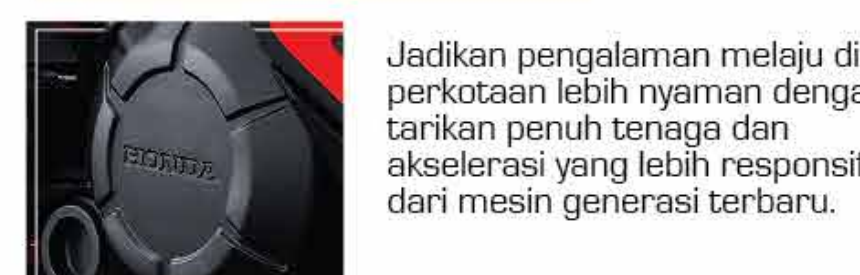 HONDA
Jadikan pengalaman melaju di
perkotaan lebih nyaman
tarikan penuh tenaga dan
akselerasi yang lebih responsif
dari mesin generasi terbaru.